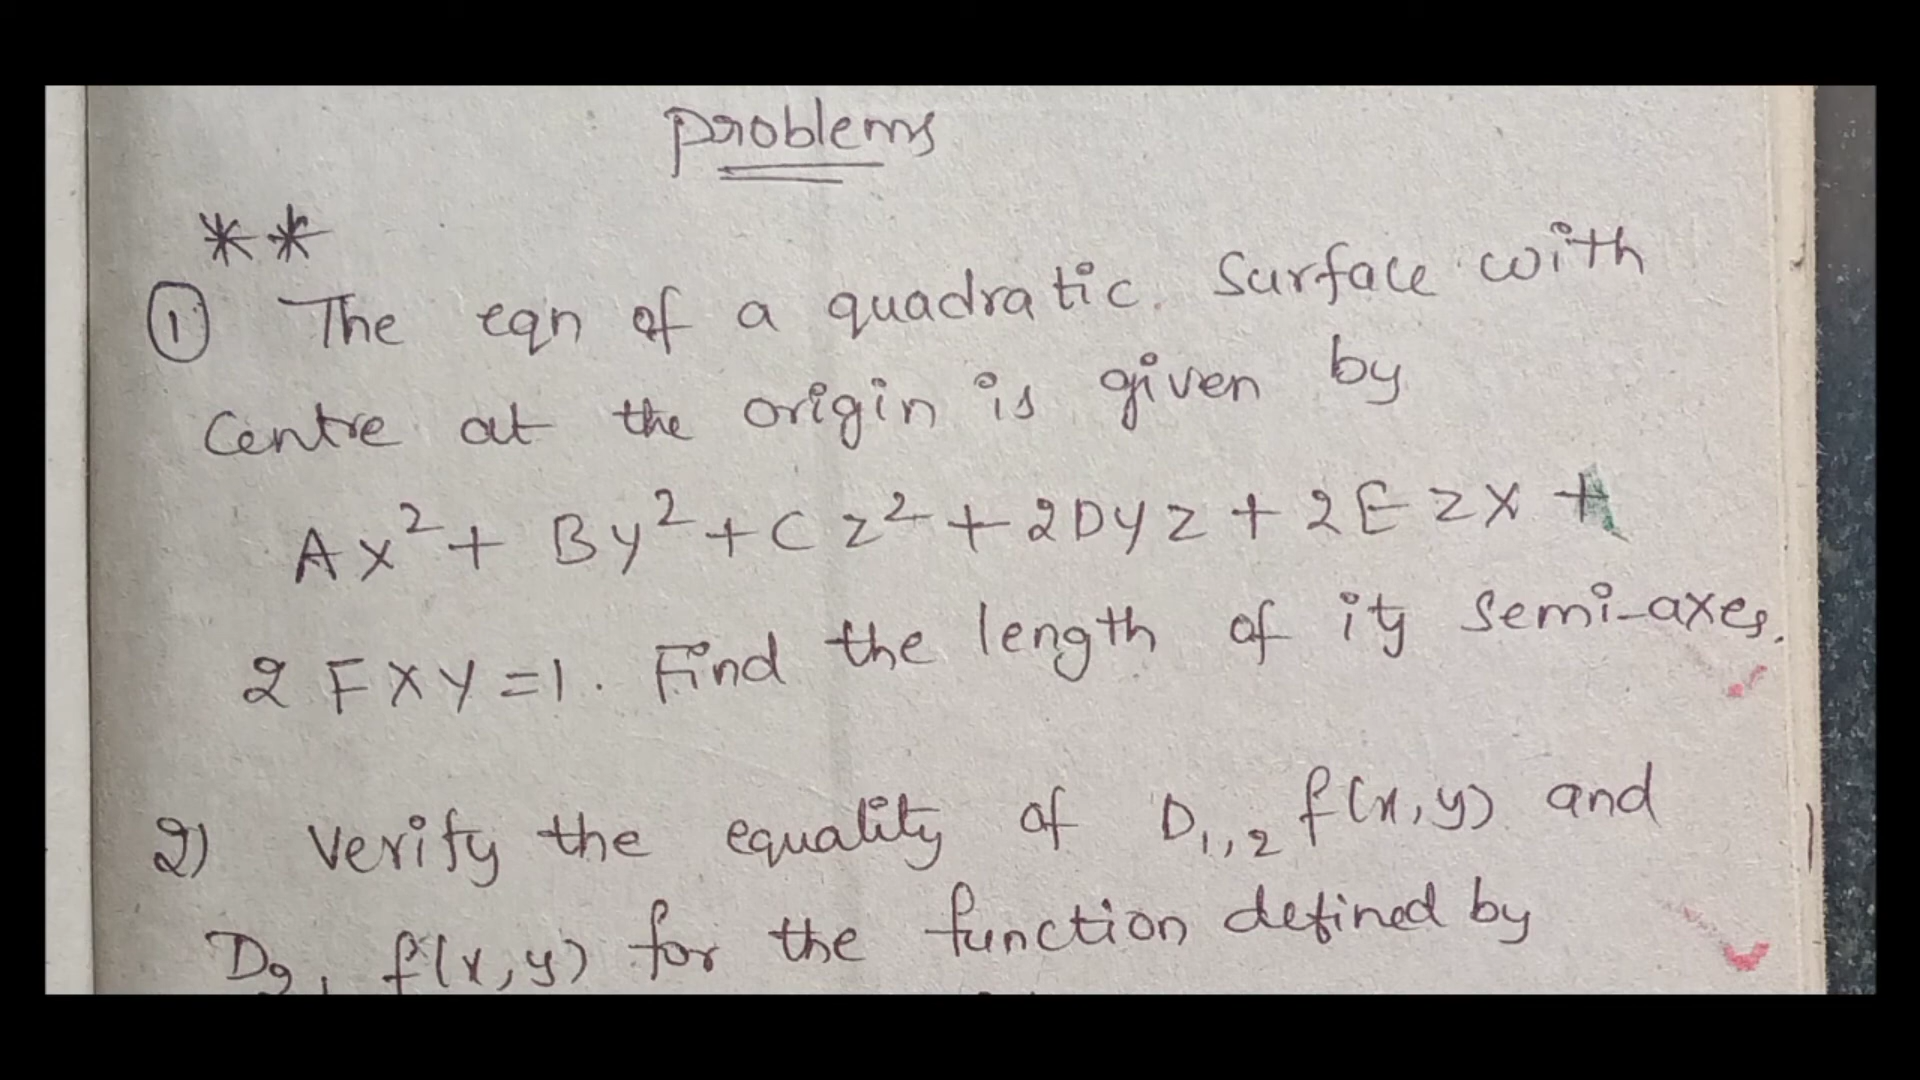 Problems
**
① The eqn of a quadratic Surface with
Centre at the origin is given by
Ax² + By² + Cz² + 2Dyz + 2Ezx +
2Fxy = 1. Find the length of its semi-axes.
2) Verify the equality of D₁,₂ f(x,y) and
D₂,₁ f(x,y) for the function defined by